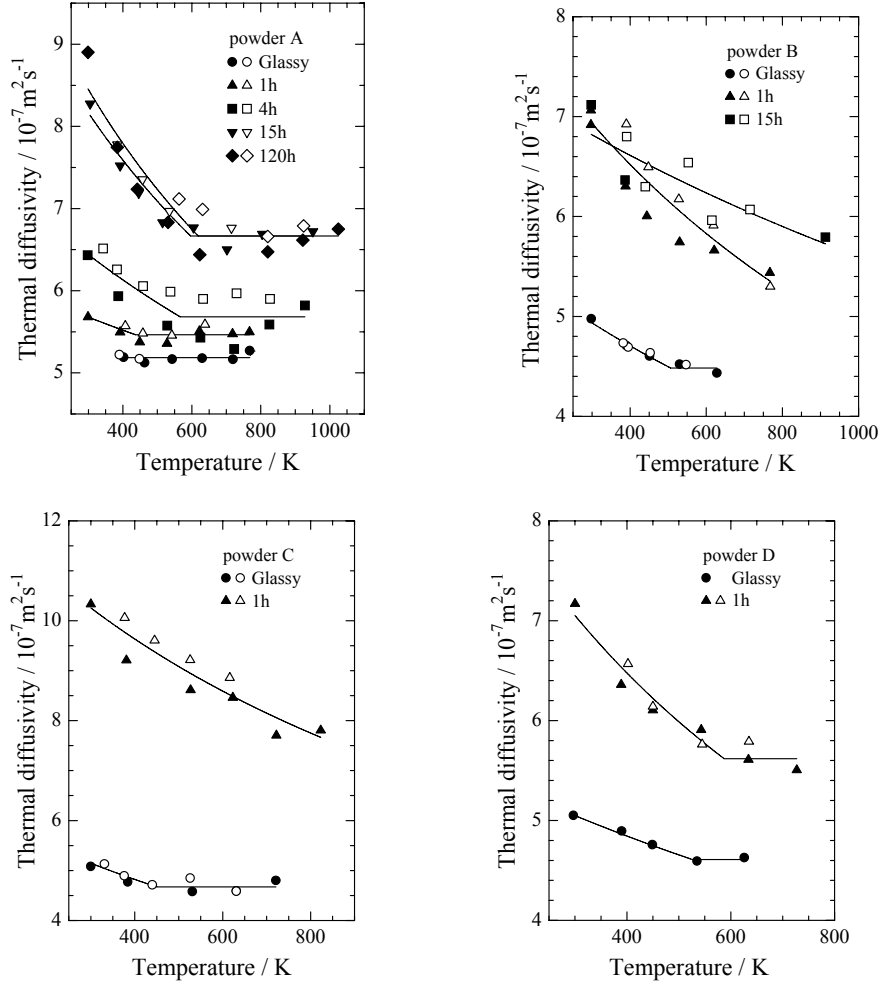 powder A
Glassy
1h
4h
15h
120h
9
8
7
6
5
400 600 800 1000
Temperature / K
Thermal diffusivity / 10⁻⁷m²s⁻¹
powder B
Glassy
1h
15h
8
7
6
5
4
400 600 800 1000
Temperature / K
Thermal diffusivity / 10⁻⁷m²s⁻¹
powder C
Glassy
1h
12
10
8
6
4
400 600 800
Temperature / K
Thermal diffusivity / 10⁻⁷m²s⁻¹
powder D
Glassy
1h
8
7
6
5
4
400 600 800
Temperature / K
Thermal diffusivity / 10⁻⁷m²s⁻¹